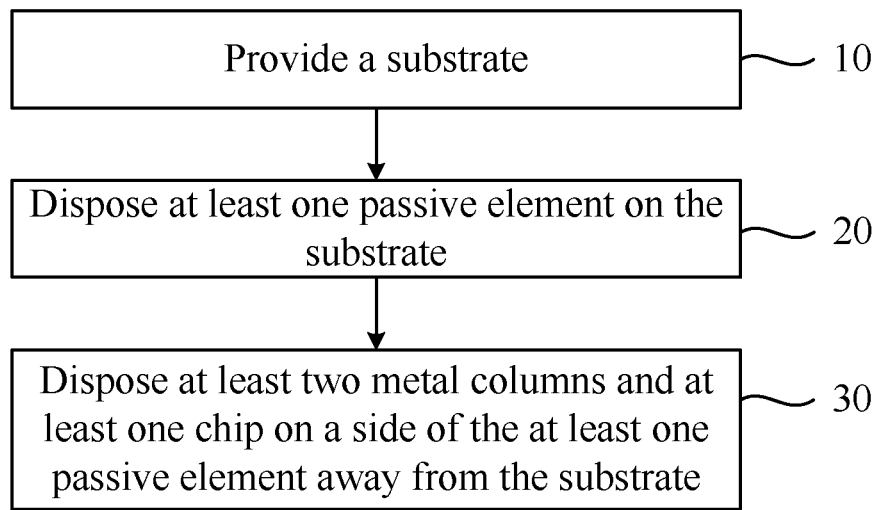 Provide a substrate
10
Dispose at least one passive element on the
substrate
20
Dispose at least two metal columns and at
least one chip on a side of the at least one
passive element away from the substrate
30